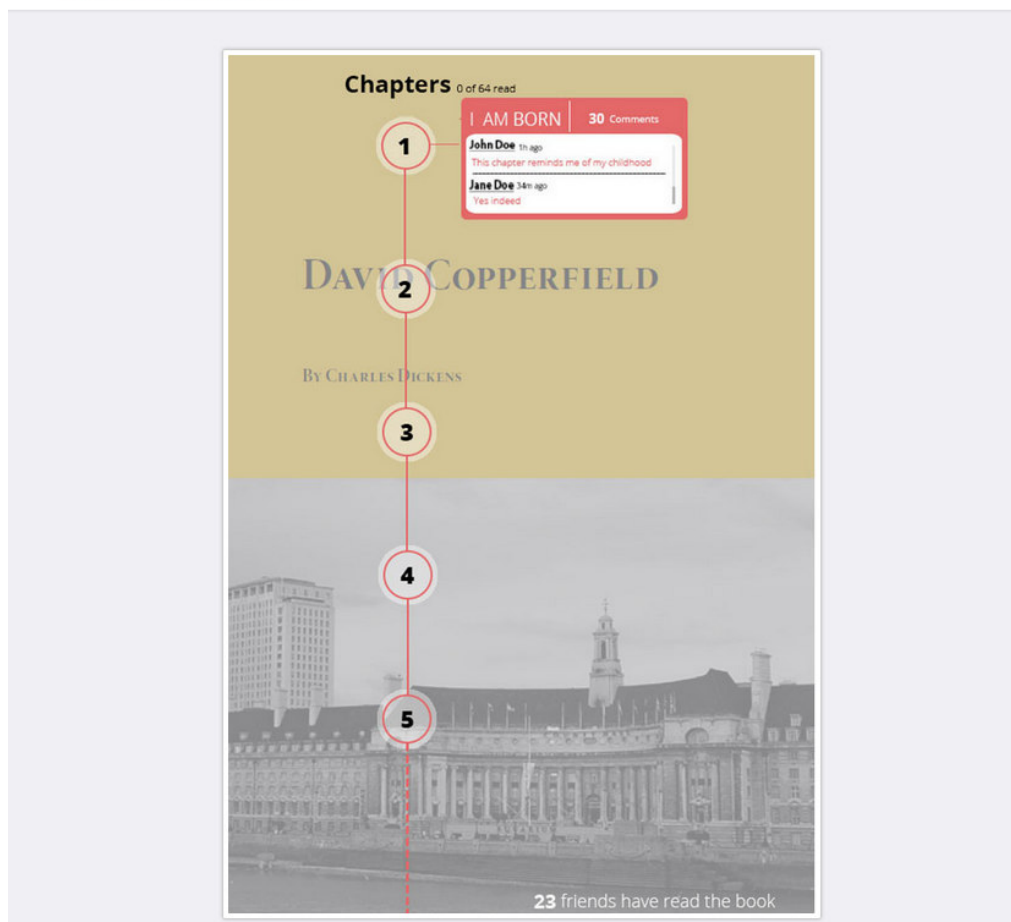 Chapters 0 of 64 read
I AM BORN 30 Comments
1
John Doe 1h ago
This chapter reminds me of my childhood
Jane Doe 34m ago
Yes indeed
David Copperfield
2
By Charles Dickens
3
4
5
23 friends have read the book